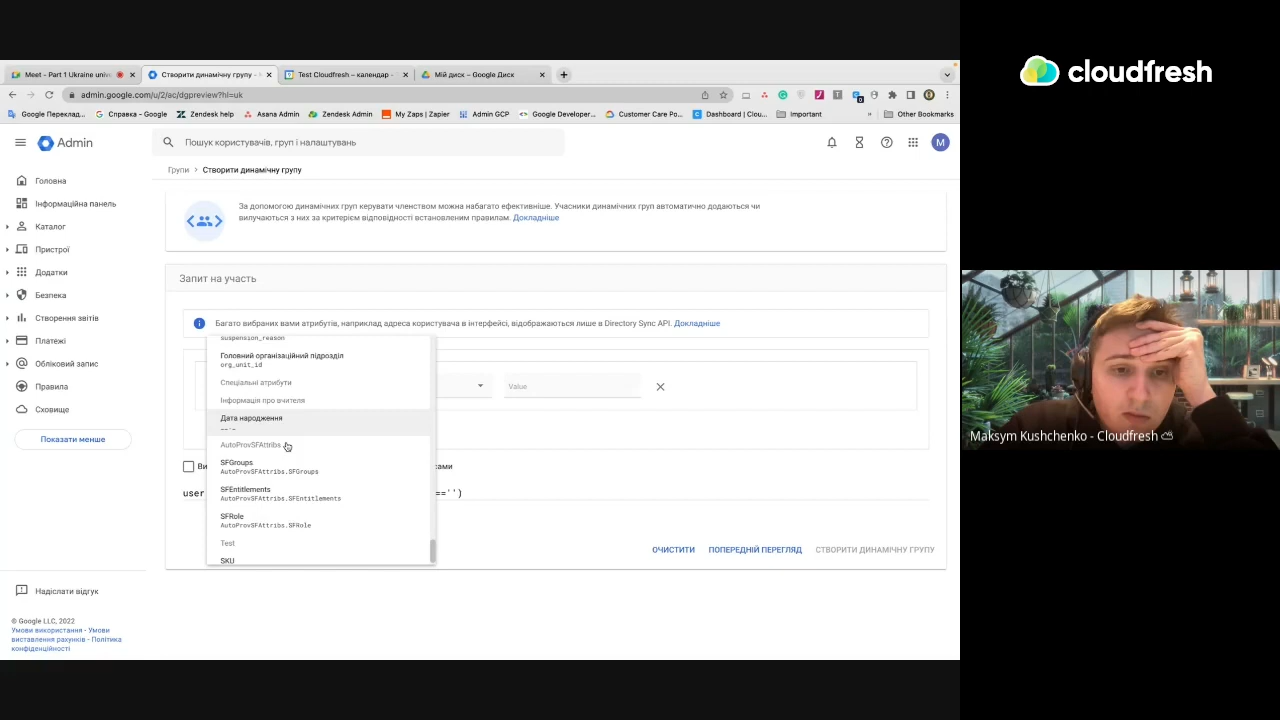 Meet - Part 1 Ukraine univ
Створити динамічну групу -
Test Cloudfresh – календар -
Мій диск – Google Диск
admin.google.com/u/2/ac/dgpreview?hl=uk
Google Переклад...
Справка - Google
Zendesk help
Asana Admin
Zendesk Admin
My Zaps | Zapier
Admin GCP
Google Developer...
Customer Care Po...
Dashboard | Clou...
Important
Other Bookmarks
cloudfresh
Admin
Пошук користувачів, груп і налаштувань
M
Групи > Створити динамічну групу
Головна
Інформаційна панель
Каталог
Пристрої
Додатки
Безпека
Створення звітів
Платежі
Обліковий запис
Правила
Сховище
Показати менше
Надіслати відгук
© Google LLC, 2022
Умови використання - Умови
виставлення рахунків - Політика
конфіденційності
За допомогою динамічних груп керувати членством можна набагато ефективніше. Учасники динамічних груп автоматично додаються чи
вилучаються з них за критерієм відповідності встановленим правилам. Докладніше
Запит на участь
Багато вибраних вами атрибутів, наприклад адреса користувача в інтерфейсі, відображаються лише в Directory Sync API. Докладніше
suspension_reason
Головний організаційний підрозділ
org_unit_id
Спеціальні атрибути
Інформація про вчителя
Дата народження
AutoProvSFAttribs
SFGroups
AutoProvSFAttribs.SFGroups
SFEntitlements
AutoProvSFAttribs.SFEntitlements
SFRole
AutoProvSFAttribs.SFRole
Test
SKU
Value
Ви
ками
user
=='')
ОЧИСТИТИ
ПОПЕРЕДНІЙ ПЕРЕГЛЯД
СТВОРИТИ ДИНАМІЧНУ ГРУПУ
Maksym Kushchenko - Cloudfresh